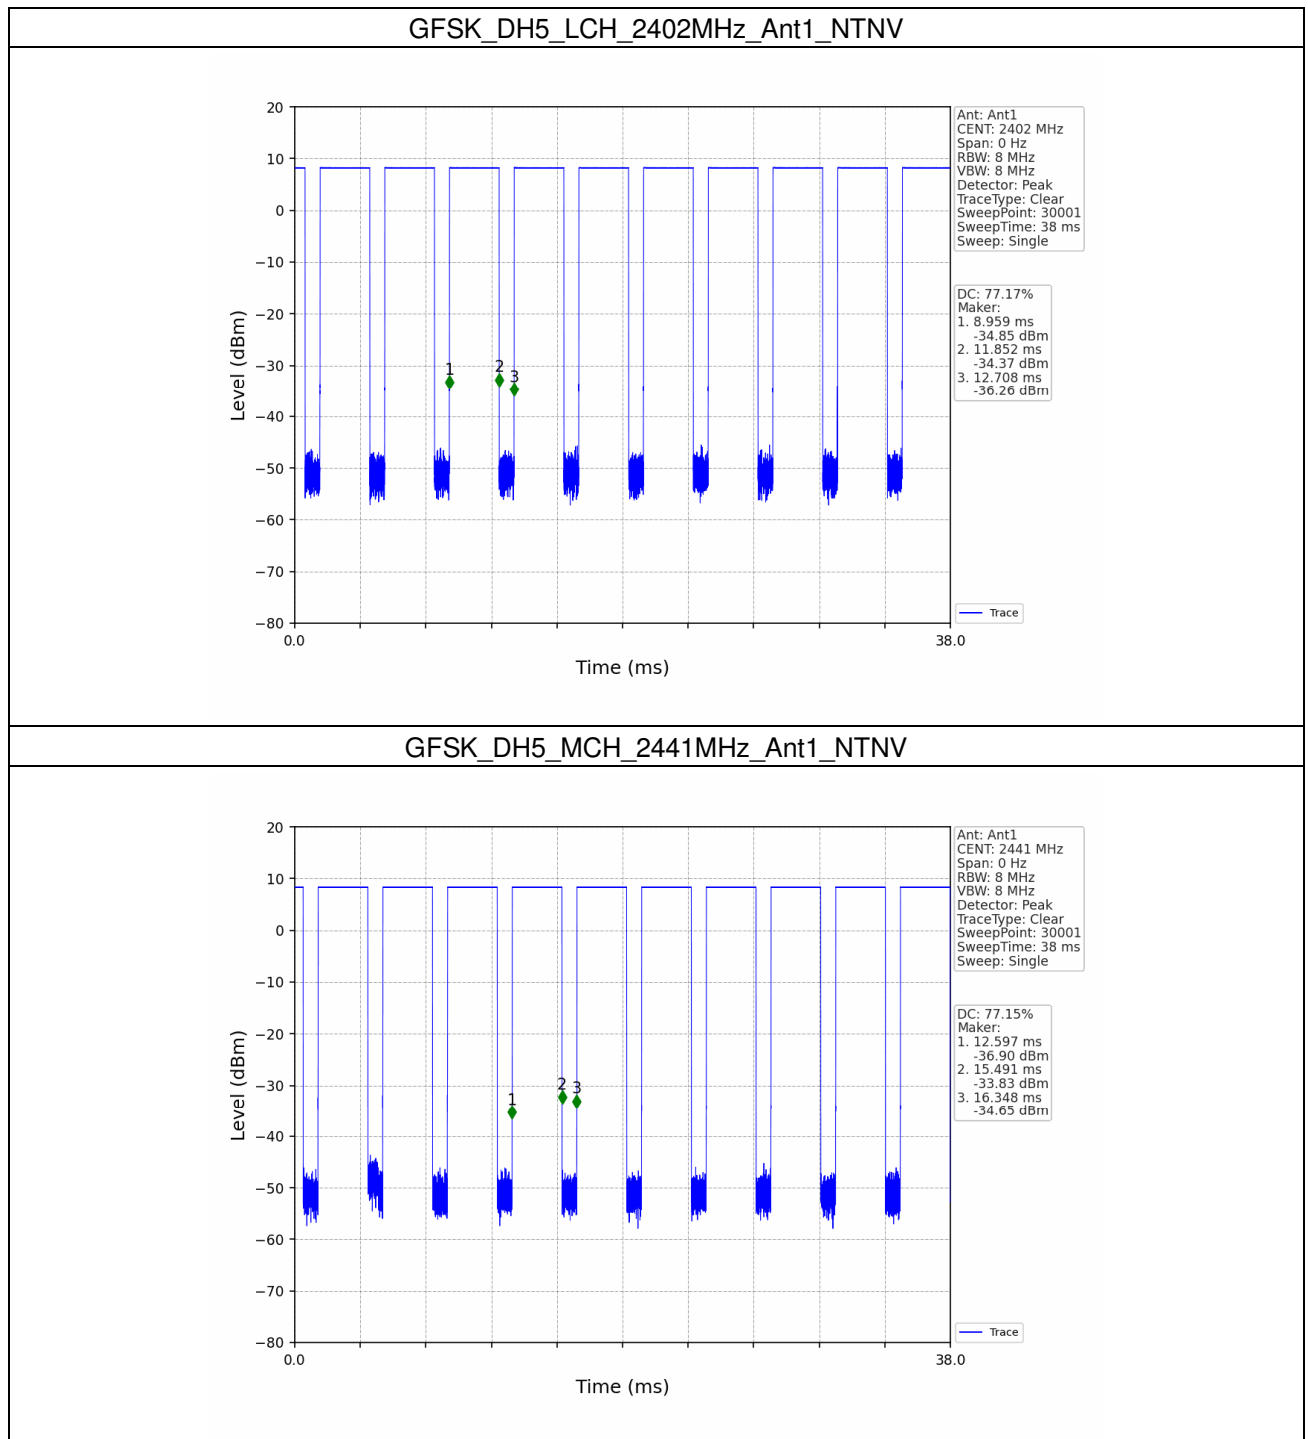 GFSK_DH5_LCH_2402MHz_Ant1_NTNV
20
10
0
−10
−20
−30
−40
−50
−60
−70
−80
Level (dBm)
1
2
3
0.0
38.0
Time (ms)
Ant: Ant1
CENT: 2402 MHz
Span: 0 Hz
RBW: 8 MHz
VBW: 8 MHz
Detector: Peak
TraceType: Clear
SweepPoint: 30001
SweepTime: 38 ms
Sweep: Single
DC: 77.17%
Maker:
1. 8.959 ms
-34.85 dBm
2. 11.852 ms
-34.37 dBm
3. 12.708 ms
-36.26 dBm
Trace
GFSK_DH5_MCH_2441MHz_Ant1_NTNV
20
10
0
−10
−20
−30
−40
−50
−60
−70
−80
Level (dBm)
1
2
3
0.0
38.0
Time (ms)
Ant: Ant1
CENT: 2441 MHz
Span: 0 Hz
RBW: 8 MHz
VBW: 8 MHz
Detector: Peak
TraceType: Clear
SweepPoint: 30001
SweepTime: 38 ms
Sweep: Single
DC: 77.15%
Maker:
1. 12.597 ms
-36.90 dBm
2. 15.491 ms
-33.83 dBm
3. 16.348 ms
-34.65 dBm
Trace